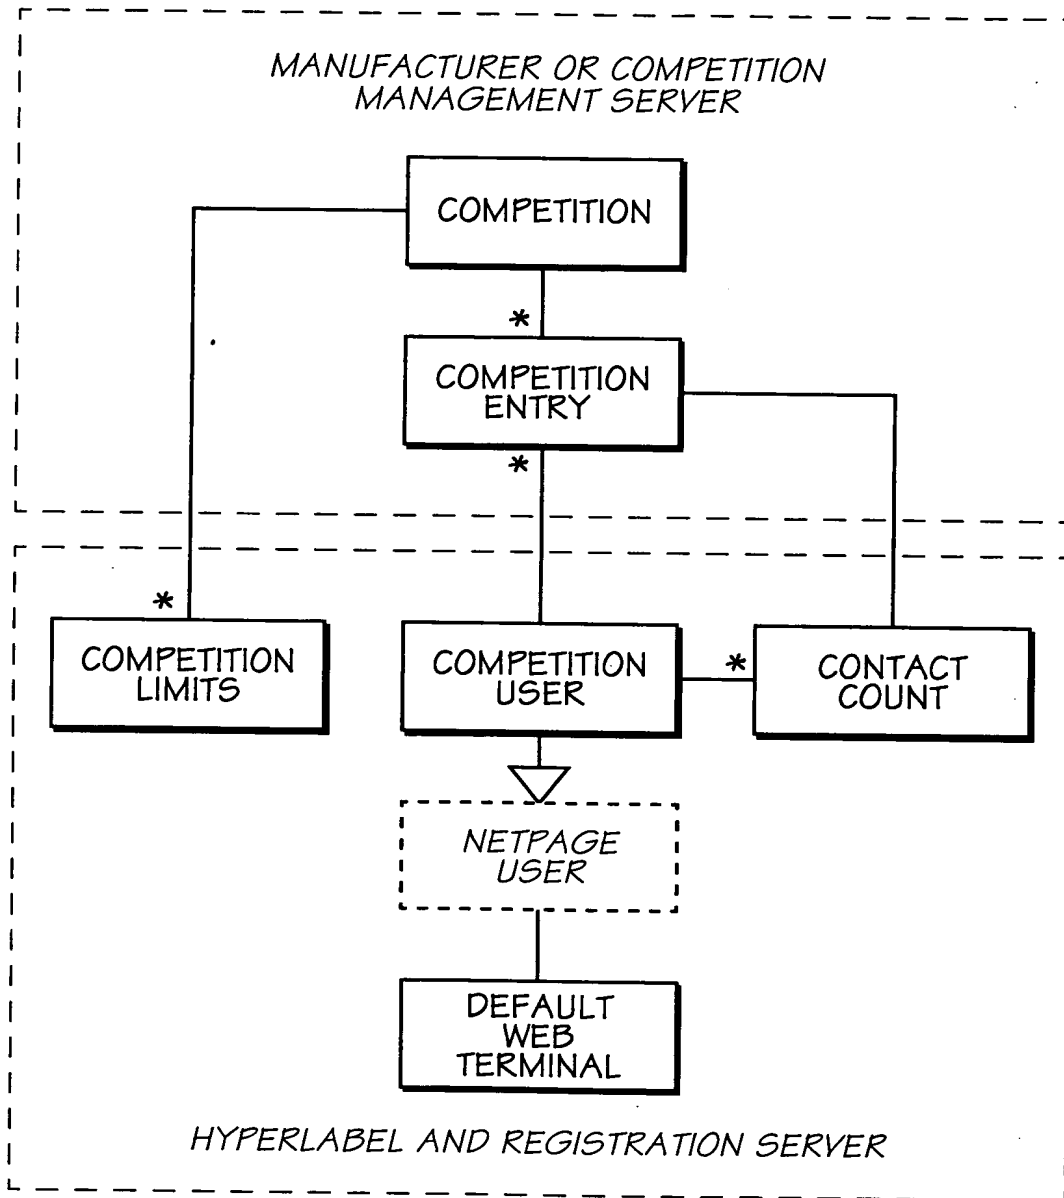 MANUFACTURER OR COMPETITION
MANAGEMENT SERVER
COMPETITION
*
COMPETITION
ENTRY
*
*
COMPETITION
LIMITS
COMPETITION
USER
*
CONTACT
COUNT
NETPAGE
USER
DEFAULT
WEB
TERMINAL
HYPERLABEL AND REGISTRATION SERVER